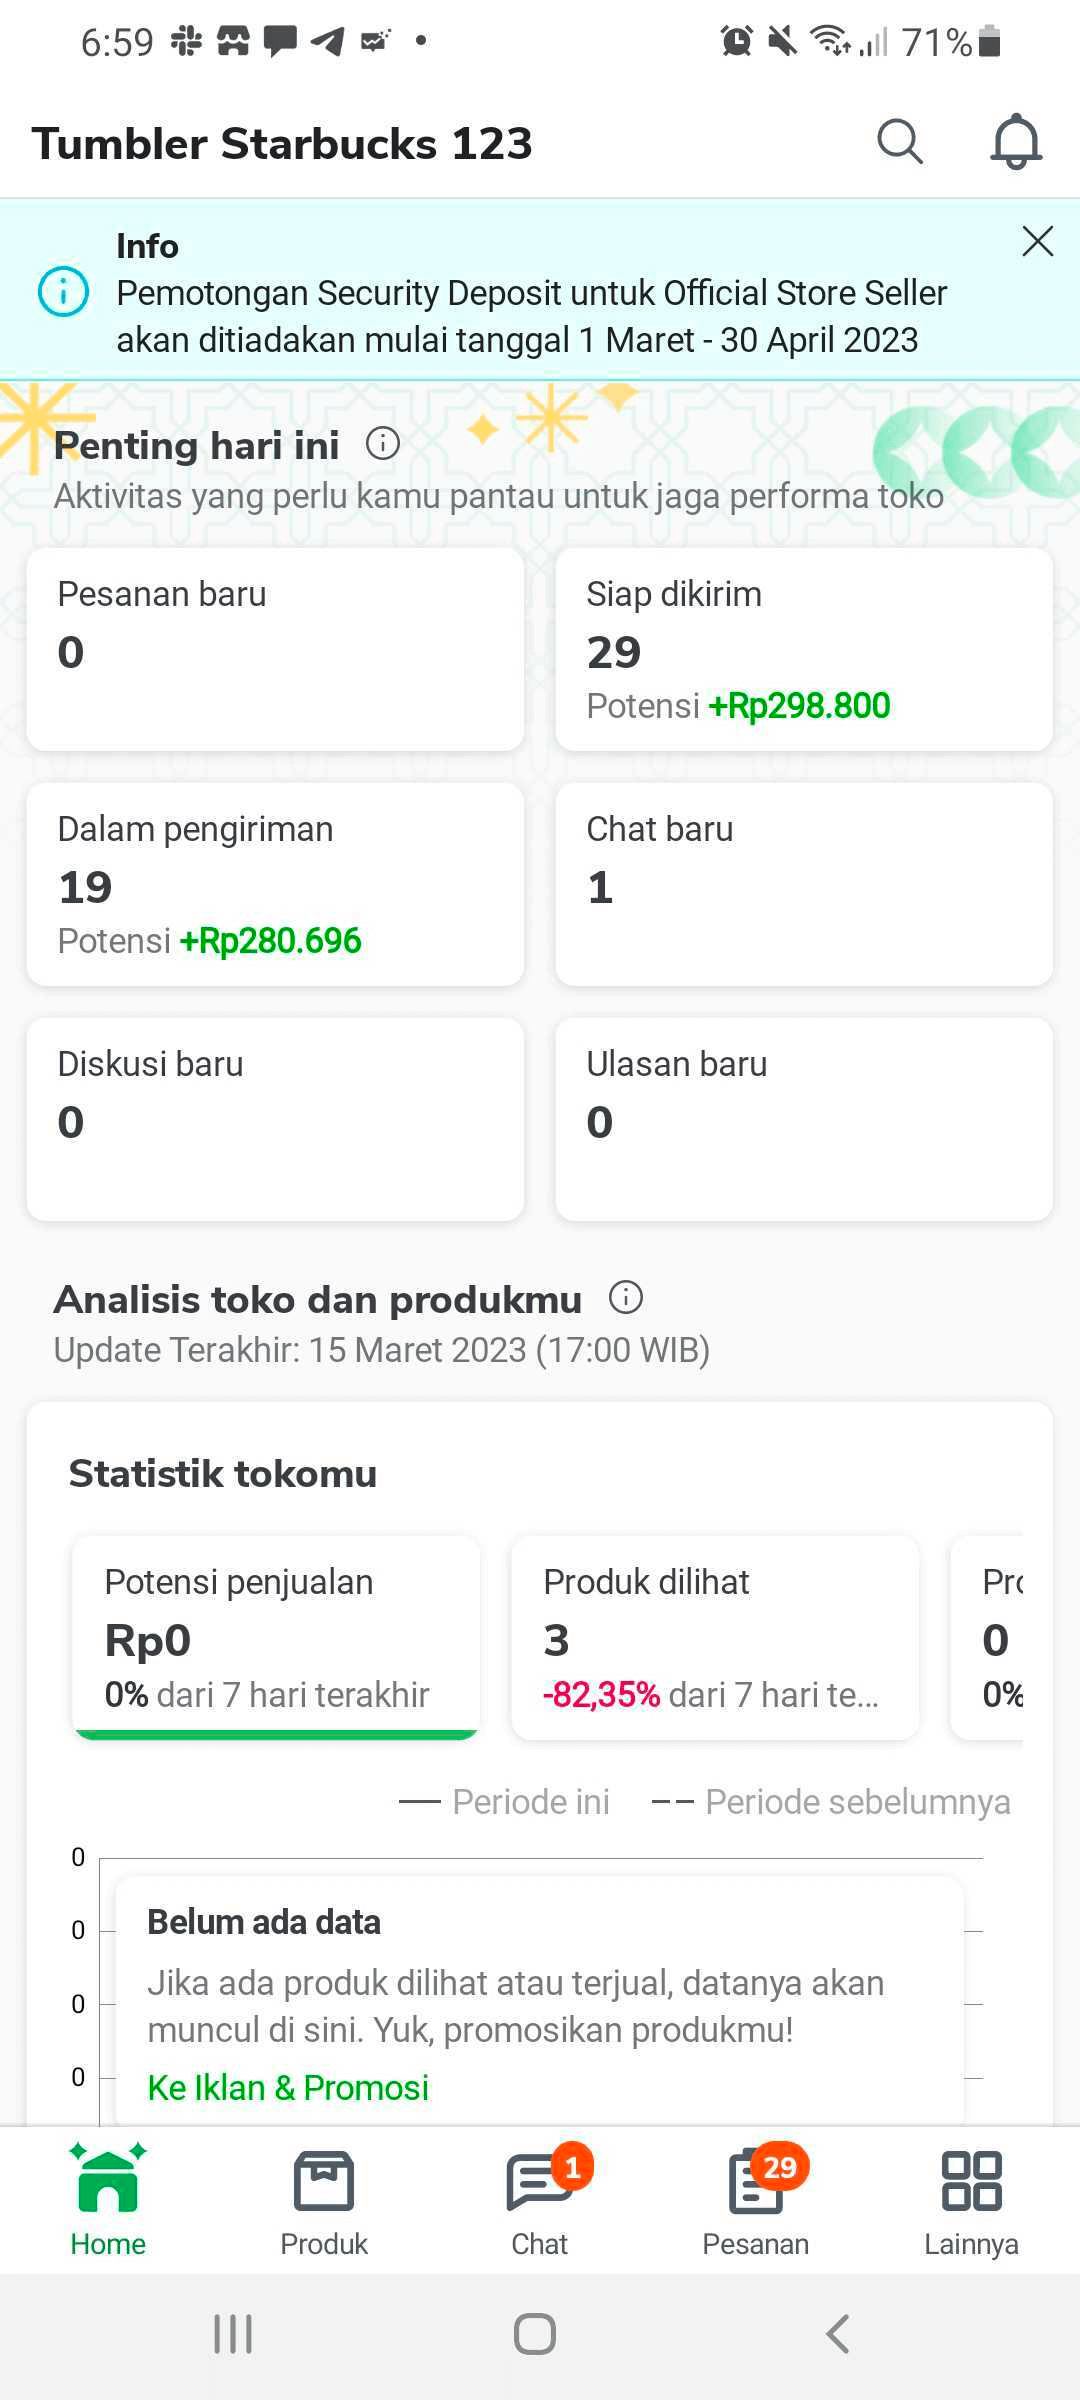 6:59
71%
Tumbler Starbucks 123
Info
Pemotongan Security Deposit untuk Official Store Seller
akan ditiadakan mulai tanggal 1 Maret - 30 April 2023
Penting hari ini
Aktivitas yang perlu kamu pantau untuk jaga performa toko
Pesanan baru
0
Siap dikirim
29
Potensi +Rp298.800
Dalam pengiriman
19
Potensi +Rp280.696
Chat baru
1
Diskusi baru
0
Ulasan baru
0
Analisis toko dan produkmu
Update Terakhir: 15 Maret 2023 (17:00 WIB)
Statistik tokomu
Potensi penjualan
Rp0
0% dari 7 hari terakhir
Produk dilihat
3
-82,35% dari 7 hari te...
Pro
0
0%
Periode ini
Periode sebelumnya
0
0
0
0
Belum ada data
Jika ada produk dilihat atau terjual, datanya akan
muncul di sini. Yuk, promosikan produkmu!
Ke Iklan & Promosi
Home
Produk
1
Chat
29
Pesanan
Lainnya